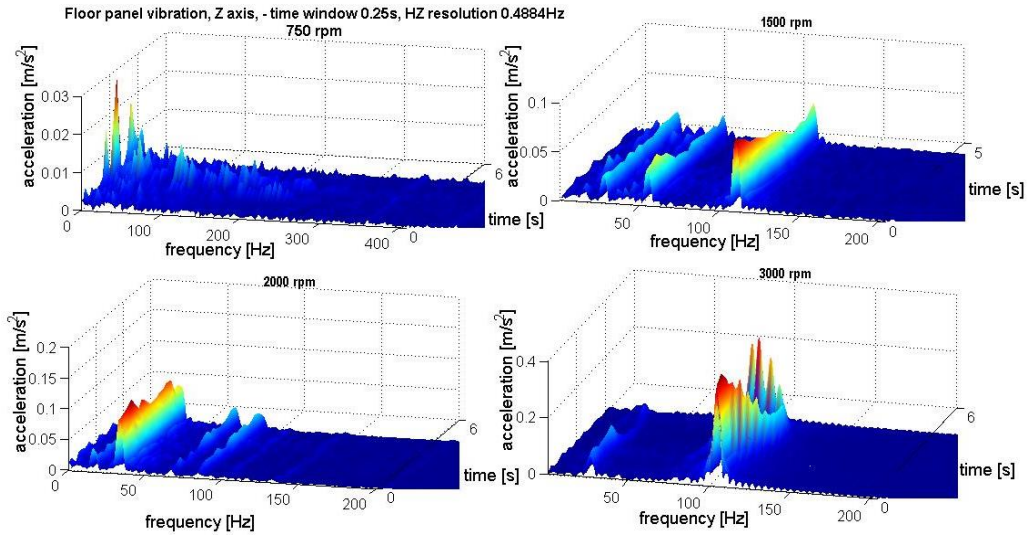 Floor panel vibration, Z axis, - time window 0.25s, HZ resolution 0.4884Hz
750 rpm
acceleration [m/s²]
0.03
0.02
0.01
0
0
100
200
300
400
0
6
time [s]
frequency [Hz]
1500 rpm
acceleration [m/s²]
0.1
0.05
0
50
100
150
200
0
5
time [s]
frequency [Hz]
2000 rpm
acceleration [m/s²]
0.2
0.15
0.1
0.05
0
0
50
100
150
200
0
6
time [s]
frequency [Hz]
3000 rpm
acceleration [m/s²]
0.4
0.2
0
50
100
150
200
0
6
time [s]
frequency [Hz]